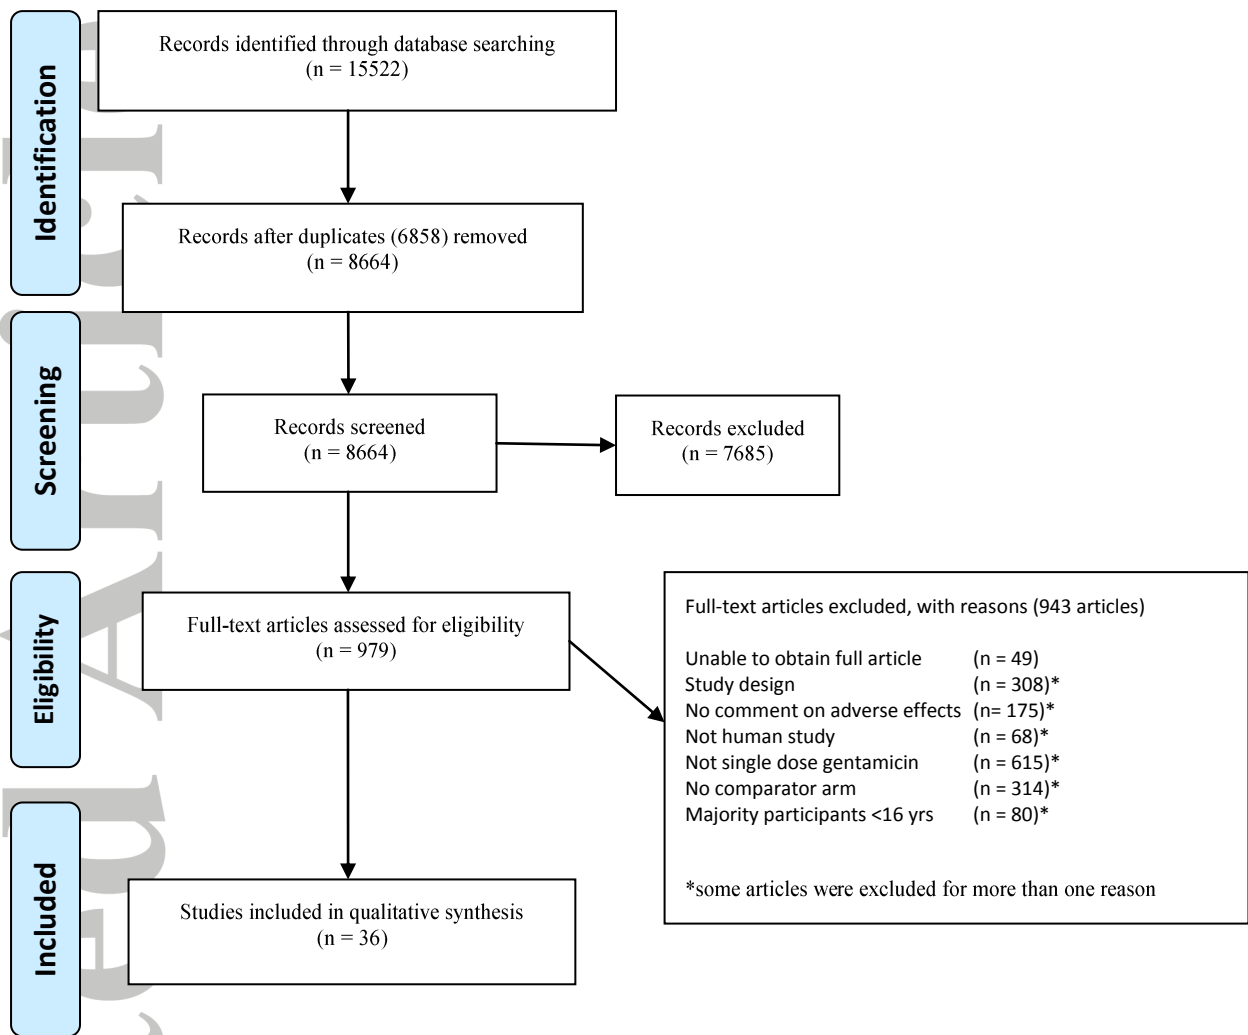 Identification
Records identified through database searching
(n = 15522)
Records after duplicates (6858) removed
(n = 8664)
Screening
Records screened
(n = 8664)
Records excluded
(n = 7685)
Eligibility
Full-text articles assessed for eligibility
(n = 979)
Full-text articles excluded, with reasons (943 articles)
Unable to obtain full article (n = 49)
Study design (n = 308)*
No comment on adverse effects (n= 175)*
Not human study (n = 68)*
Not single dose gentamicin (n = 615)*
No comparator arm (n = 314)*
Majority participants <16 yrs (n = 80)*
*some articles were excluded for more than one reason
Included
Studies included in qualitative synthesis
(n = 36)